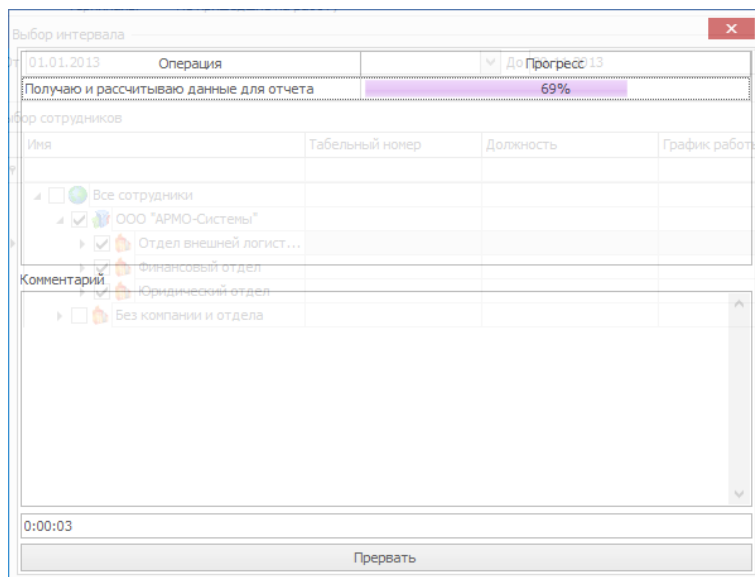 Выбор интервала
От 01.01.2013 До 2013
Операция Прогресс
Получаю и рассчитываю данные для отчета 69%
Выбор сотрудников
Имя Табельный номер Должность График работ
Все сотрудники
ООО "АРМО-Системы"
Отдел внешней логист...
Финансовый отдел
Комментарий
Юридический отдел
Без компании и отдела
0:00:03
Прервать